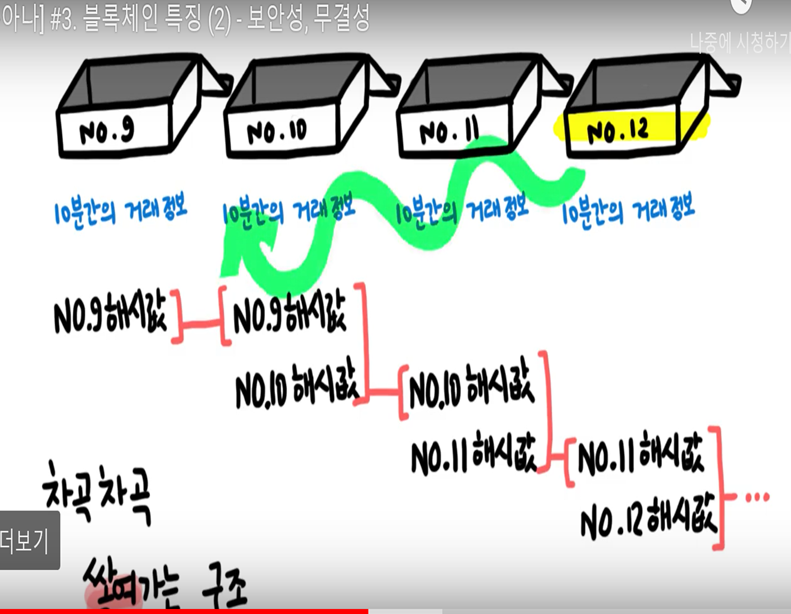 아나] #3. 블록체인 특징 (2) - 보안성, 무결성
나중에 시청하기
NO.9 NO.10 NO.11 NO.12
10분간의 거래정보 10분간의 거래정보 10분간의 거래정보 10분간의 거래정보
NO.9 해시값 NO.9 해시값
NO.10 해시값 NO.10 해시값
NO.11 해시값 NO.11 해시값
NO.12 해시값
차곡차곡
더보기
쌓여가는 구조